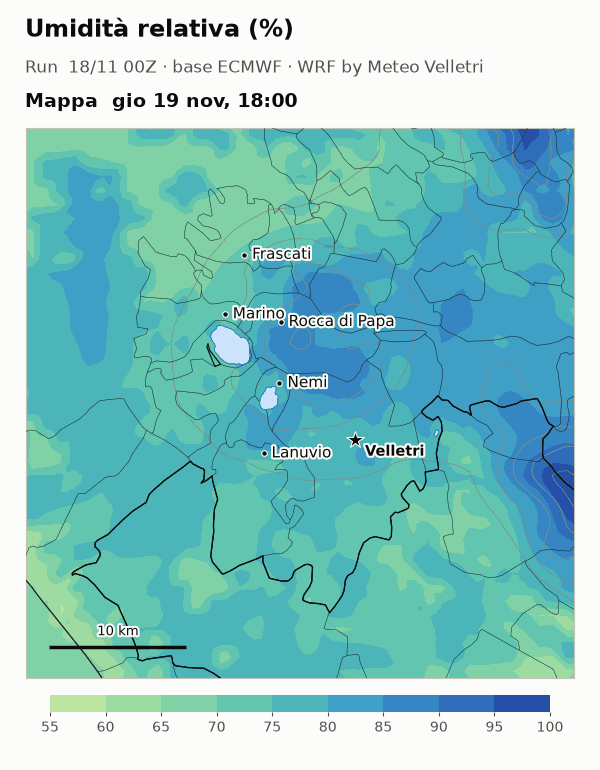 Umidità relativa (%)
Run  18/11 00Z · base ECMWF · WRF by Meteo Velletri
Mappa  gio 19 nov, 18:00
Frascati
Marino
Rocca di Papa
Nemi
Velletri
Lanuvio
10 km
55 60 65 70 75 80 85 90 95 100